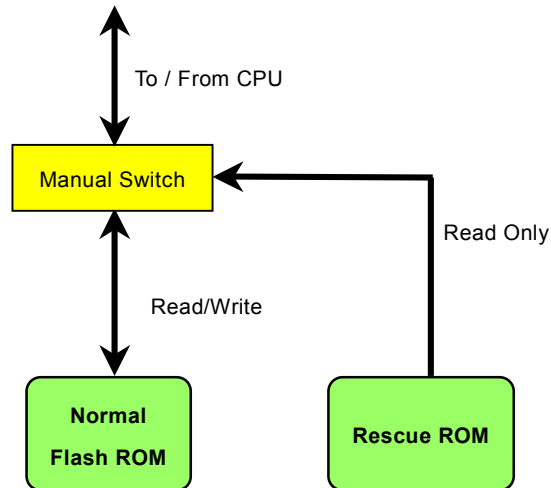 To / From CPU
Manual Switch
Read Only
Read/Write
Normal
Flash ROM
Rescue ROM